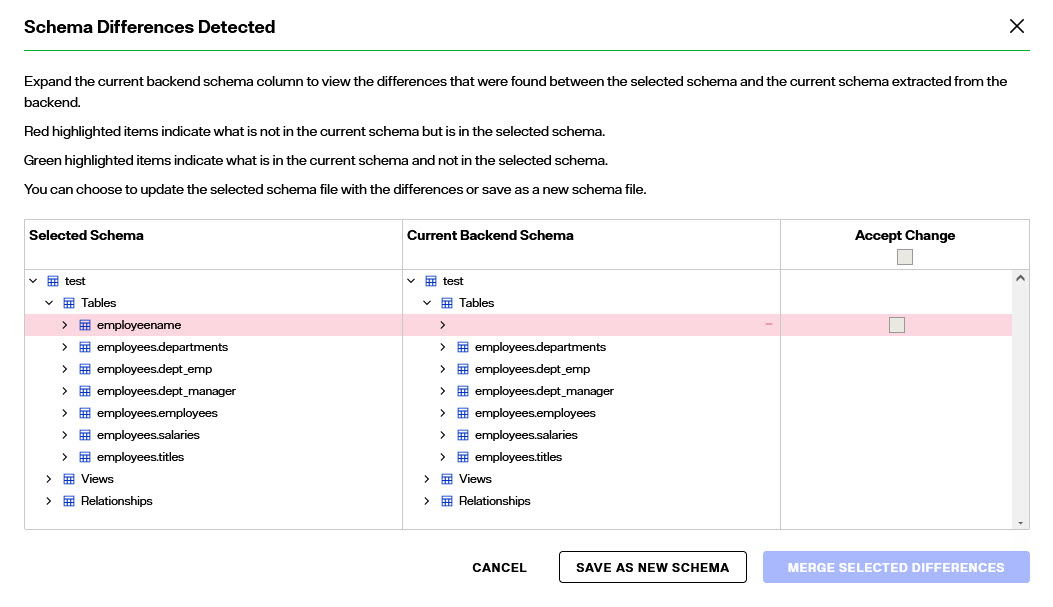 Schema Differences Detected
Expand the current backend schema column to view the differences that were found between the selected schema and the current schema extracted from the
backend.
Red highlighted items indicate what is not in the current schema but is in the selected schema.
Green highlighted items indicate what is in the current schema and not in the selected schema.
You can choose to update the selected schema file with the differences or save as a new schema file.
Selected Schema Current Backend Schema Accept Change
test test
Tables Tables
employeename
employees.departments employees.departments
employees.dept_emp employees.dept_emp
employees.dept_manager employees.dept_manager
employees.employees employees.employees
employees.salaries employees.salaries
employees.titles employees.titles
Views Views
Relationships Relationships
CANCEL SAVE AS NEW SCHEMA MERGE SELECTED DIFFERENCES